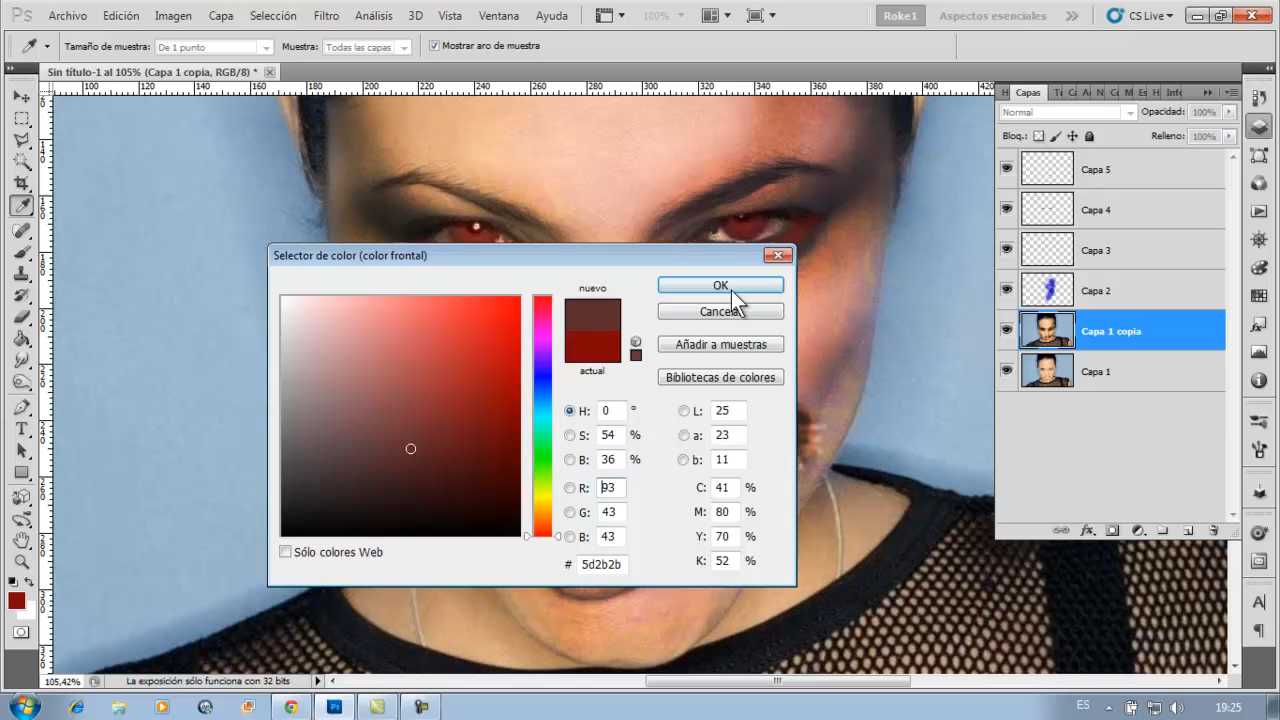 Ps Archivo Edición Imagen Capa Selección Filtro Análisis 3D Vista Ventana Ayuda 100% Roke1 Aspectos esenciales CS Live
Tamaño de muestra: De 1 punto Muestra: Todas las capas Mostrar aro de muestra
Sin título-1 al 105% (Capa 1 copia, RGB/8) *
100 120 140 160 180 200 220 240 260 280 300 320 340 360 380 400 420
Capas Info
Normal Opacidad: 100%
Bloq.: Relleno: 100%
Capa 5
Capa 4
Capa 3
Capa 2
Capa 1 copia
Capa 1
Selector de color (color frontal)
nuevo
actual
OK
Cancela
Añadir a muestras
Bibliotecas de colores
H: 0 ° L: 25
S: 54 % a: 23
B: 36 % b: 11
R: 93 C: 41 %
G: 43 M: 80 %
B: 43 Y: 70 %
# 5d2b2b K: 52 %
Sólo colores Web
105,42% La exposición sólo funciona con 32 bits
ES 19:25